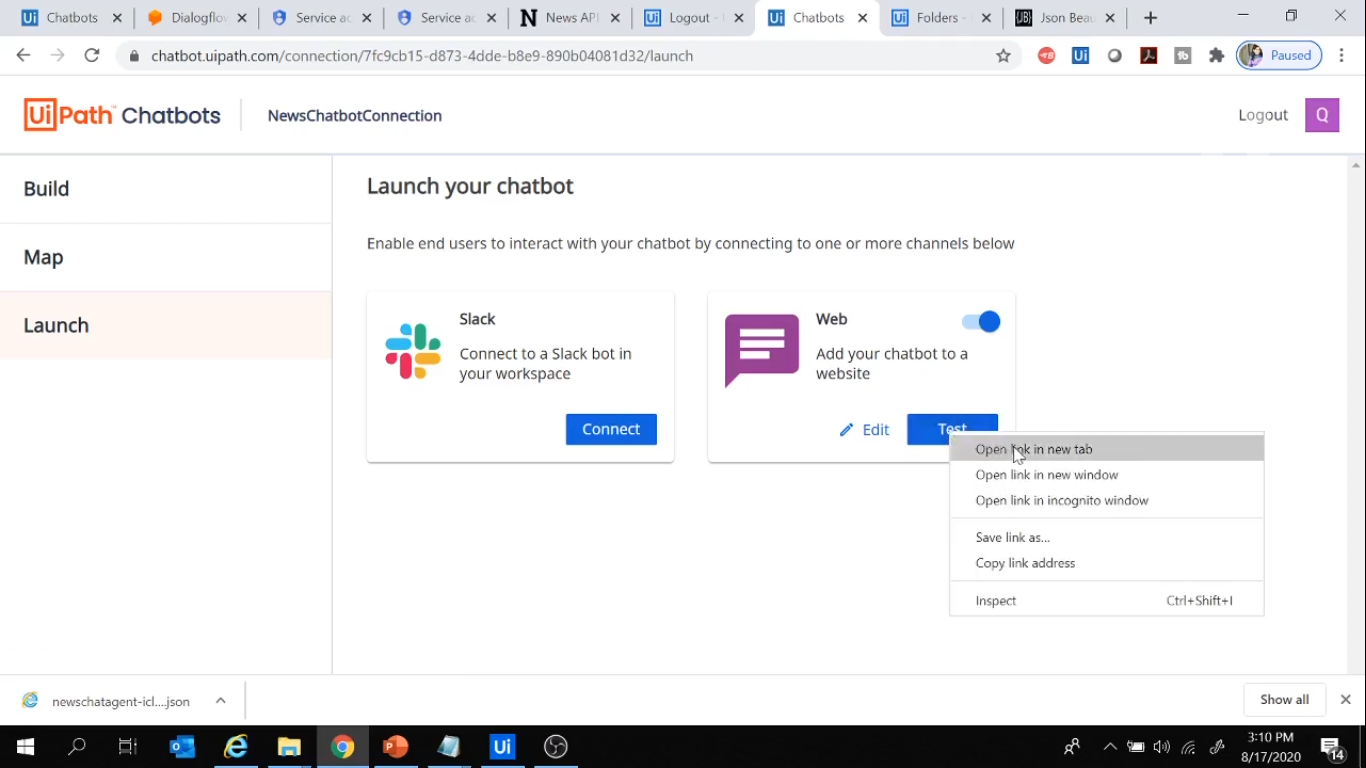 Chatbots
Dialogflo
Service ac
Service ac
News API
Logout -
Chatbots
Folders -
Json Beau
chatbot.uipath.com/connection/7fc9cb15-d873-4dde-b8e9-890b04081d32/launch
Paused
UiPath™ Chatbots
NewsChatbotConnection
Logout
Q
Build
Map
Launch
Launch your chatbot
Enable end users to interact with your chatbot by connecting to one or more channels below
Slack
Connect to a Slack bot in
your workspace
Connect
Web
Add your chatbot to a
website
Edit
Test
Open link in new tab
Open link in new window
Open link in incognito window
Save link as...
Copy link address
Inspect
Ctrl+Shift+I
newschatagent-icl....json
Show all
Ui
3:10 PM
8/17/2020
14